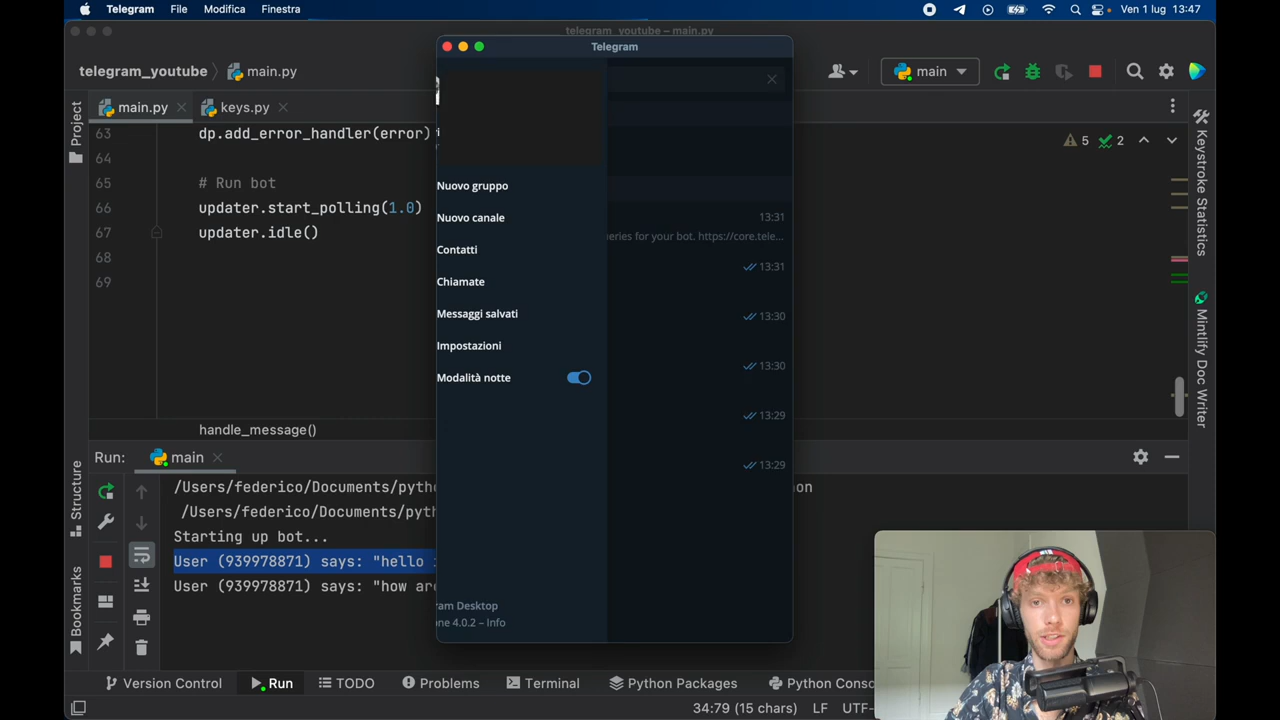 Telegram File Modifica Finestra Ven 1 lug 13:47
telegram_youtube – main.py
Telegram
telegram_youtube main.py main
main.py keys.py
63 dp.add_error_handler(error)
64
65 # Run bot
66 updater.start_polling(1.0)
67 updater.idle()
68
69
5 2
Project
Structure
Bookmarks
Keystroke Statistics
Mintlify Doc Writer
Nuovo gruppo
Nuovo canale
Contatti
Chiamate
Messaggi salvati
Impostazioni
Modalità notte
13:31
eries for your bot. https://core.tele...
13:31
13:30
13:30
13:29
13:29
ram Desktop
one 4.0.2 – Info
handle_message()
Run: main
/Users/federico/Documents/pyth on
/Users/federico/Documents/pyt
Starting up bot...
User (939978871) says: "hello
User (939978871) says: "how ar
Version Control Run TODO Problems Terminal Python Packages Python Conso
34:79 (15 chars) LF UTF-